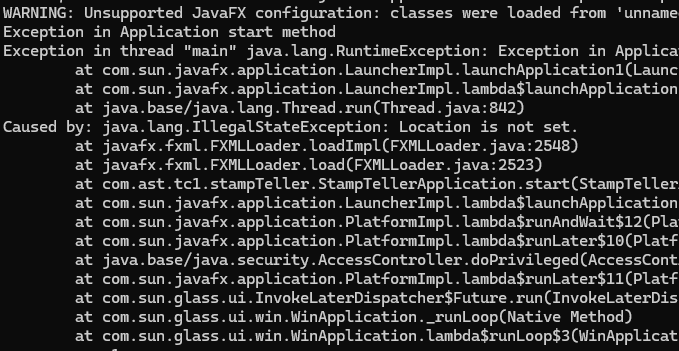 WARNING: Unsupported JavaFX configuration: classes were loaded from 'unname
Exception in Application start method
Exception in thread "main" java.lang.RuntimeException: Exception in Applica
at com.sun.javafx.application.LauncherImpl.launchApplication1(Launc
at com.sun.javafx.application.LauncherImpl.lambda$launchApplication
at java.base/java.lang.Thread.run(Thread.java:842)
Caused by: java.lang.IllegalStateException: Location is not set.
at javafx.fxml.FXMLLoader.loadImpl(FXMLLoader.java:2548)
at javafx.fxml.FXMLLoader.load(FXMLLoader.java:2523)
at com.ast.tc1.stampTeller.StampTellerApplication.start(StampTeller
at com.sun.javafx.application.LauncherImpl.lambda$launchApplication
at com.sun.javafx.application.PlatformImpl.lambda$runAndWait$12(Pla
at com.sun.javafx.application.PlatformImpl.lambda$runLater$10(Platf
at java.base/java.security.AccessController.doPrivileged(AccessCont
at com.sun.javafx.application.PlatformImpl.lambda$runLater$11(Platf
at com.sun.glass.ui.InvokeLaterDispatcher$Future.run(InvokeLaterDis
at com.sun.glass.ui.win.WinApplication._runLoop(Native Method)
at com.sun.glass.ui.win.WinApplication.lambda$runLoop$3(WinApplicat